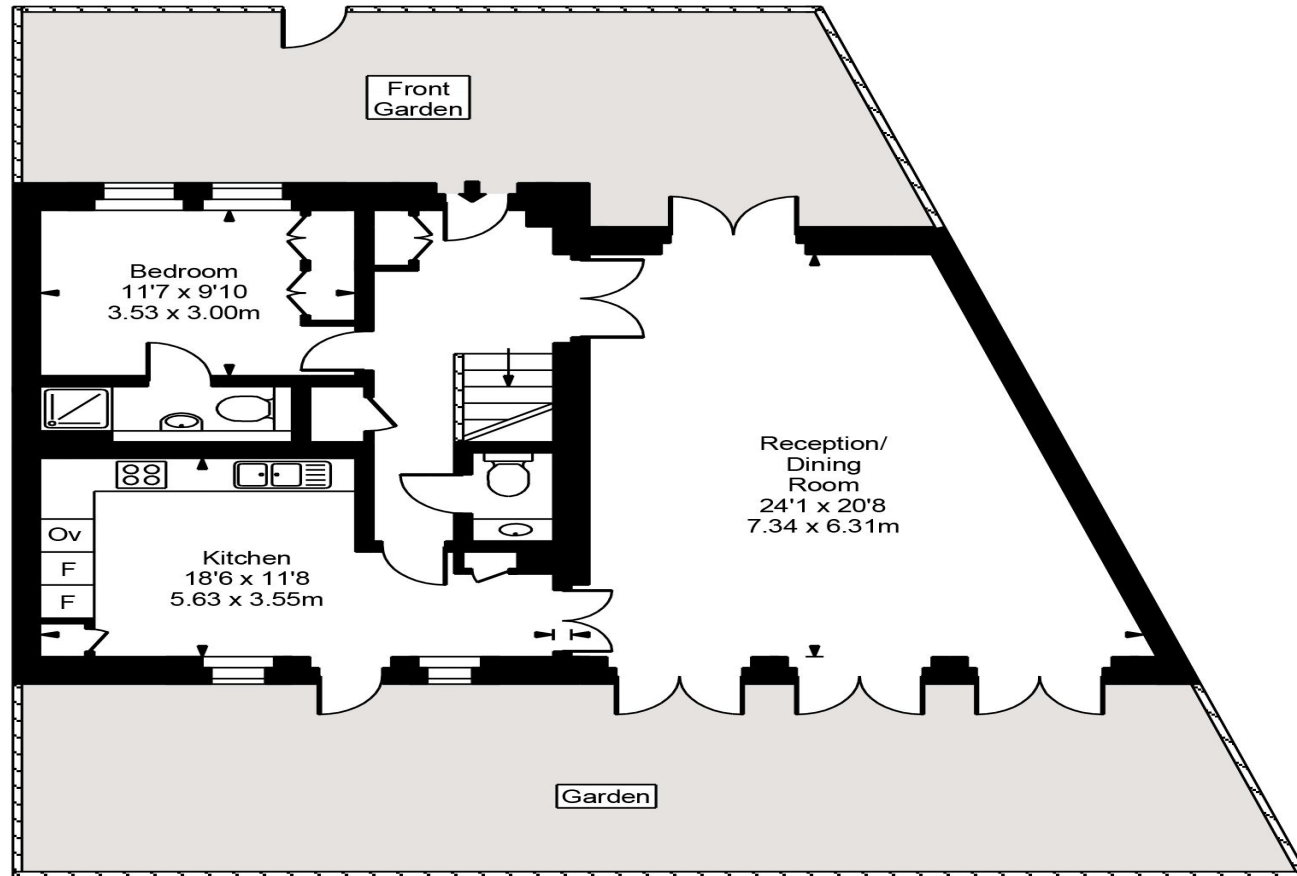 Front
Garden
Bedroom
11'7 x 9'10
3.53 x 3.00m
Reception/
Dining
Room
24'1 x 20'8
7.34 x 6.31m
Ov
F
F
Kitchen
18'6 x 11'8
5.63 x 3.55m
Garden